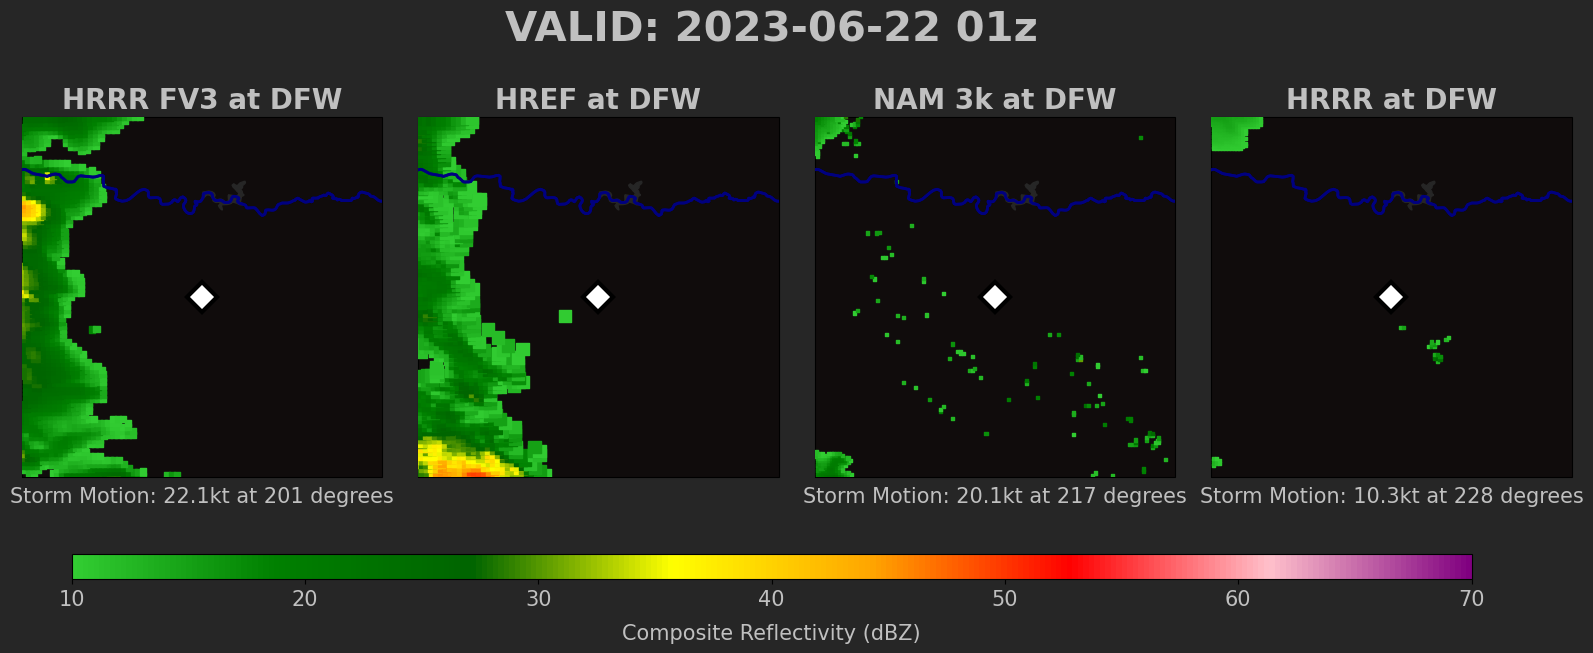 VALID: 2023-06-22 01z
HRRR FV3 at DFW
HREF at DFW
NAM 3k at DFW
HRRR at DFW
Storm Motion: 22.1kt at 201 degrees
Storm Motion: 20.1kt at 217 degrees
Storm Motion: 10.3kt at 228 degrees
10 20 30 40 50 60 70
Composite Reflectivity (dBZ)